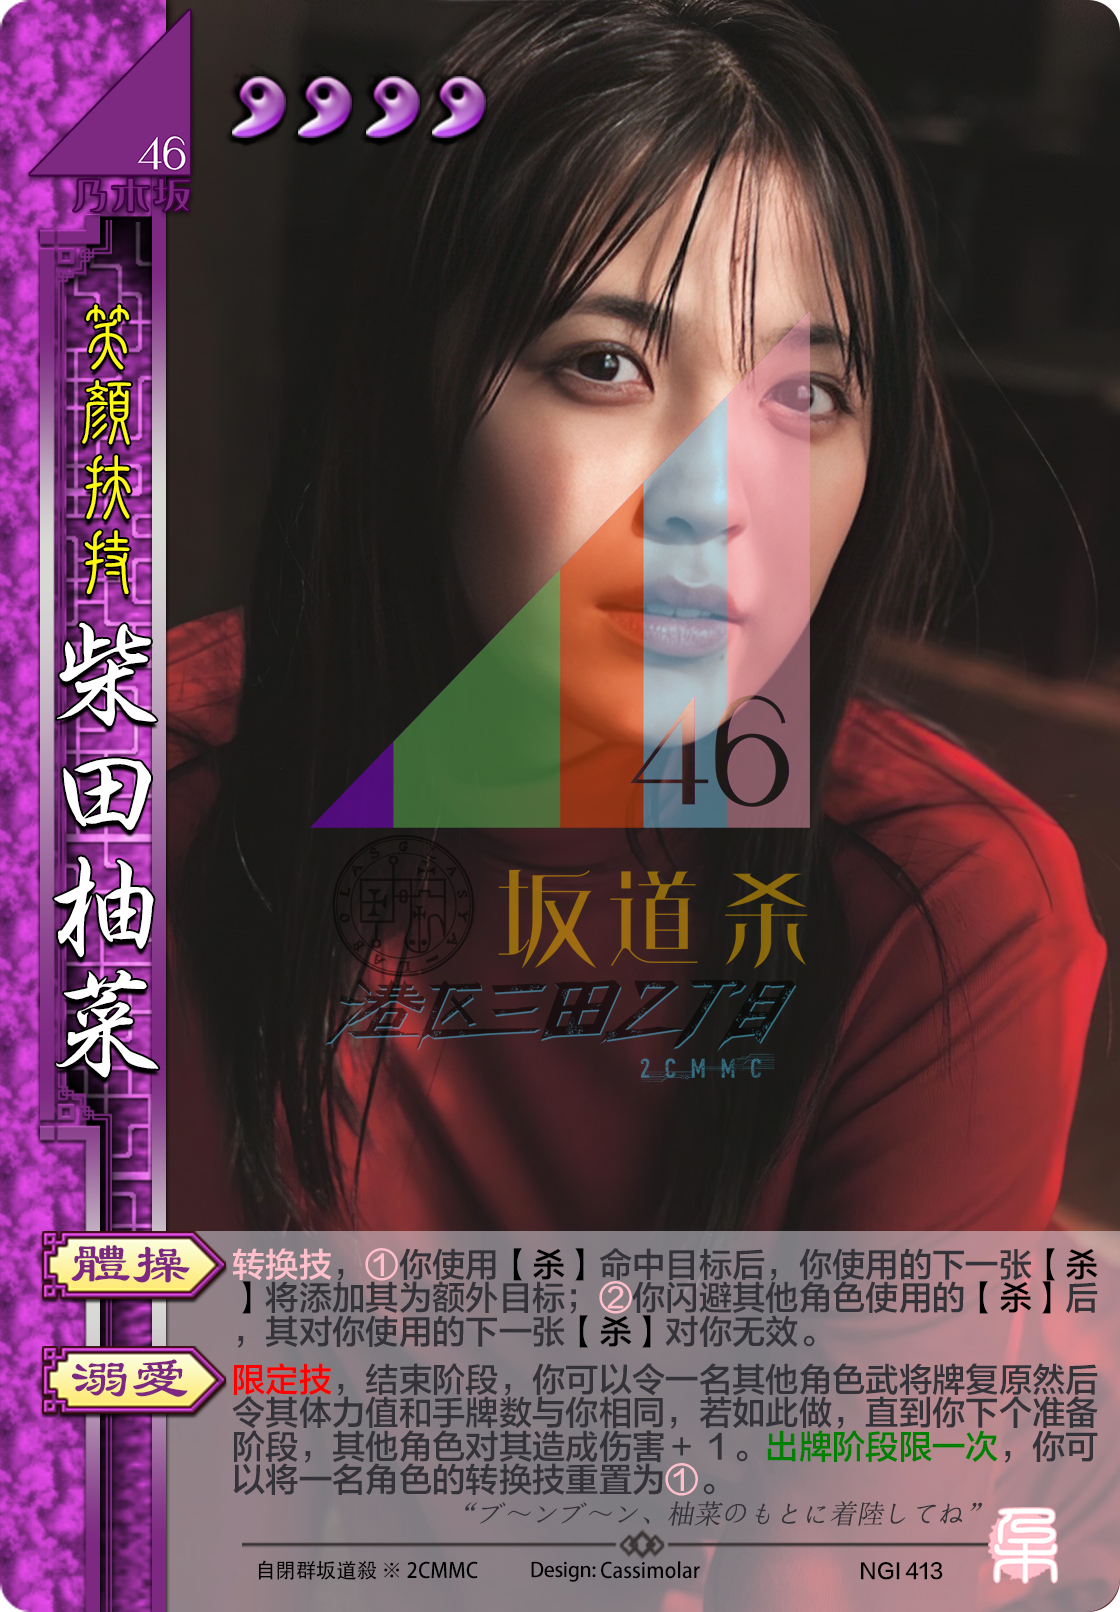 46
乃木坂
笑顔扶持
柴田柚菜
46
坂道杀
港区三田2丁目
2CMMC
體操
转换技，①你使用【杀】命中目标后，你使用的下一张【杀
】将添加其为额外目标；②你闪避其他角色使用的【杀】后
，其对你使用的下一张【杀】对你无效。
溺愛
限定技，结束阶段，你可以令一名其他角色武将牌复原然后
令其体力值和手牌数与你相同，若如此做，直到你下个准备
阶段，其他角色对其造成伤害＋１。出牌阶段限一次，你可
以将一名角色的转换技重置为①。
“ブ～ンブ～ン、柚菜のもとに着陸してね”
自閉群坂道殺 ※ 2CMMC Design: Cassimolar NGI 413